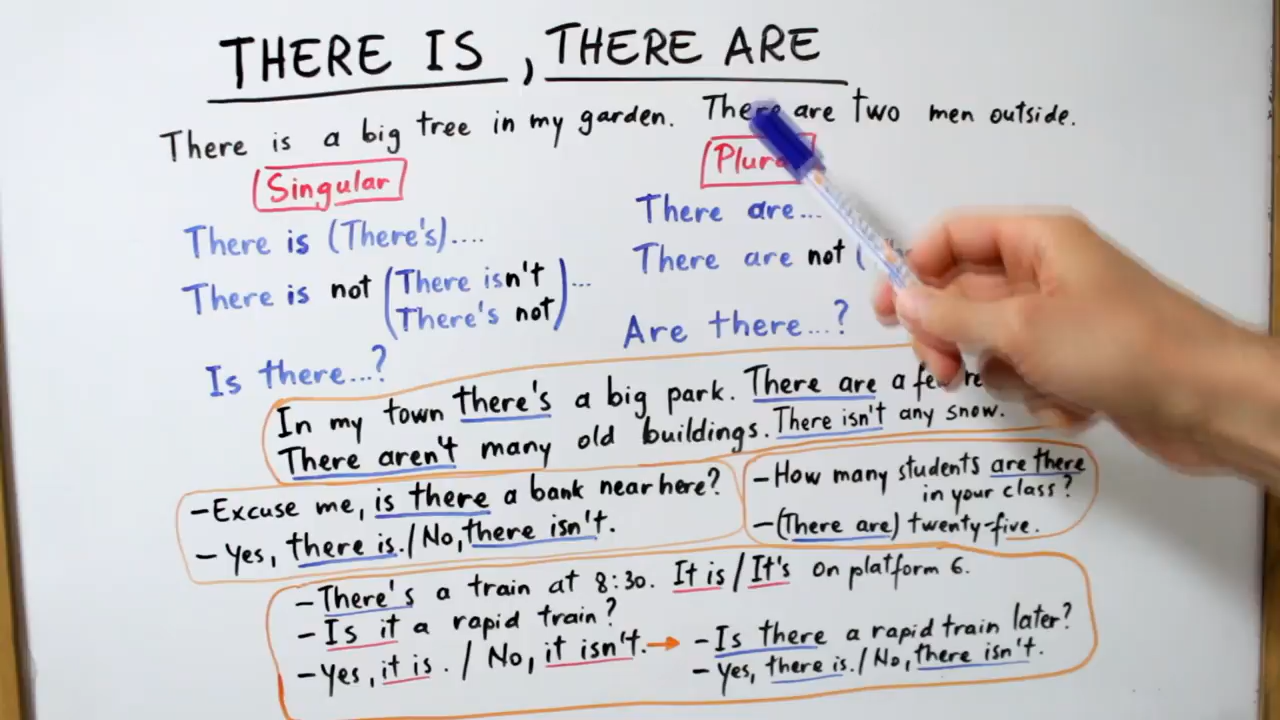 THERE IS, THERE ARE
There is a big tree in my garden. There are two men outside.
Singular
There is (There's)....
There is not (There isn't
There's not)...
Is there...?
There are...
There are not (
Are there...?
In my town there's a big park. There are a few
There aren't many old buildings. There isn't any snow.
-Excuse me, is there a bank near here?
-Yes, there is./No, there isn't.
-How many students are there
in your class?
-(There are) twenty-five.
-There's a train at 8:30. It is/It's on platform 6.
-Is it a rapid train?
-Yes, it is. / No, it isn't.→
-Is there a rapid train later?
-Yes, there is./No, there isn't.